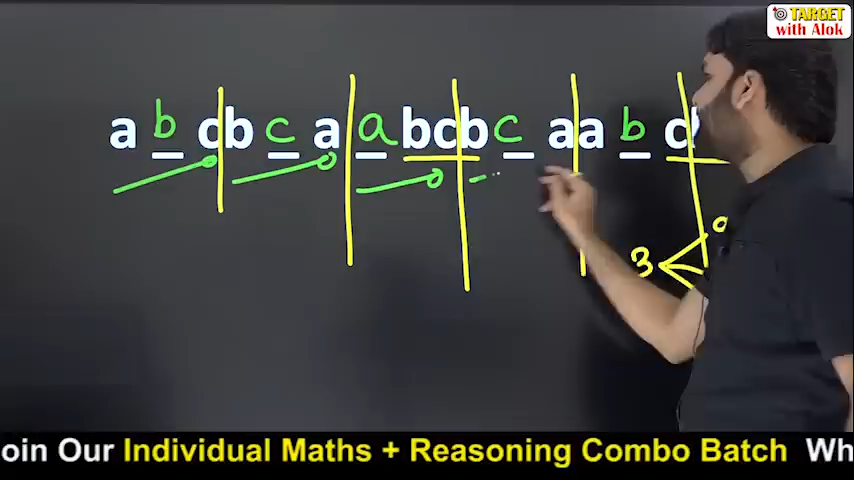 TARGET
with Alok
a b cb c a a bcb c aa b c
3
oin Our Individual Maths + Reasoning Combo Batch Wh